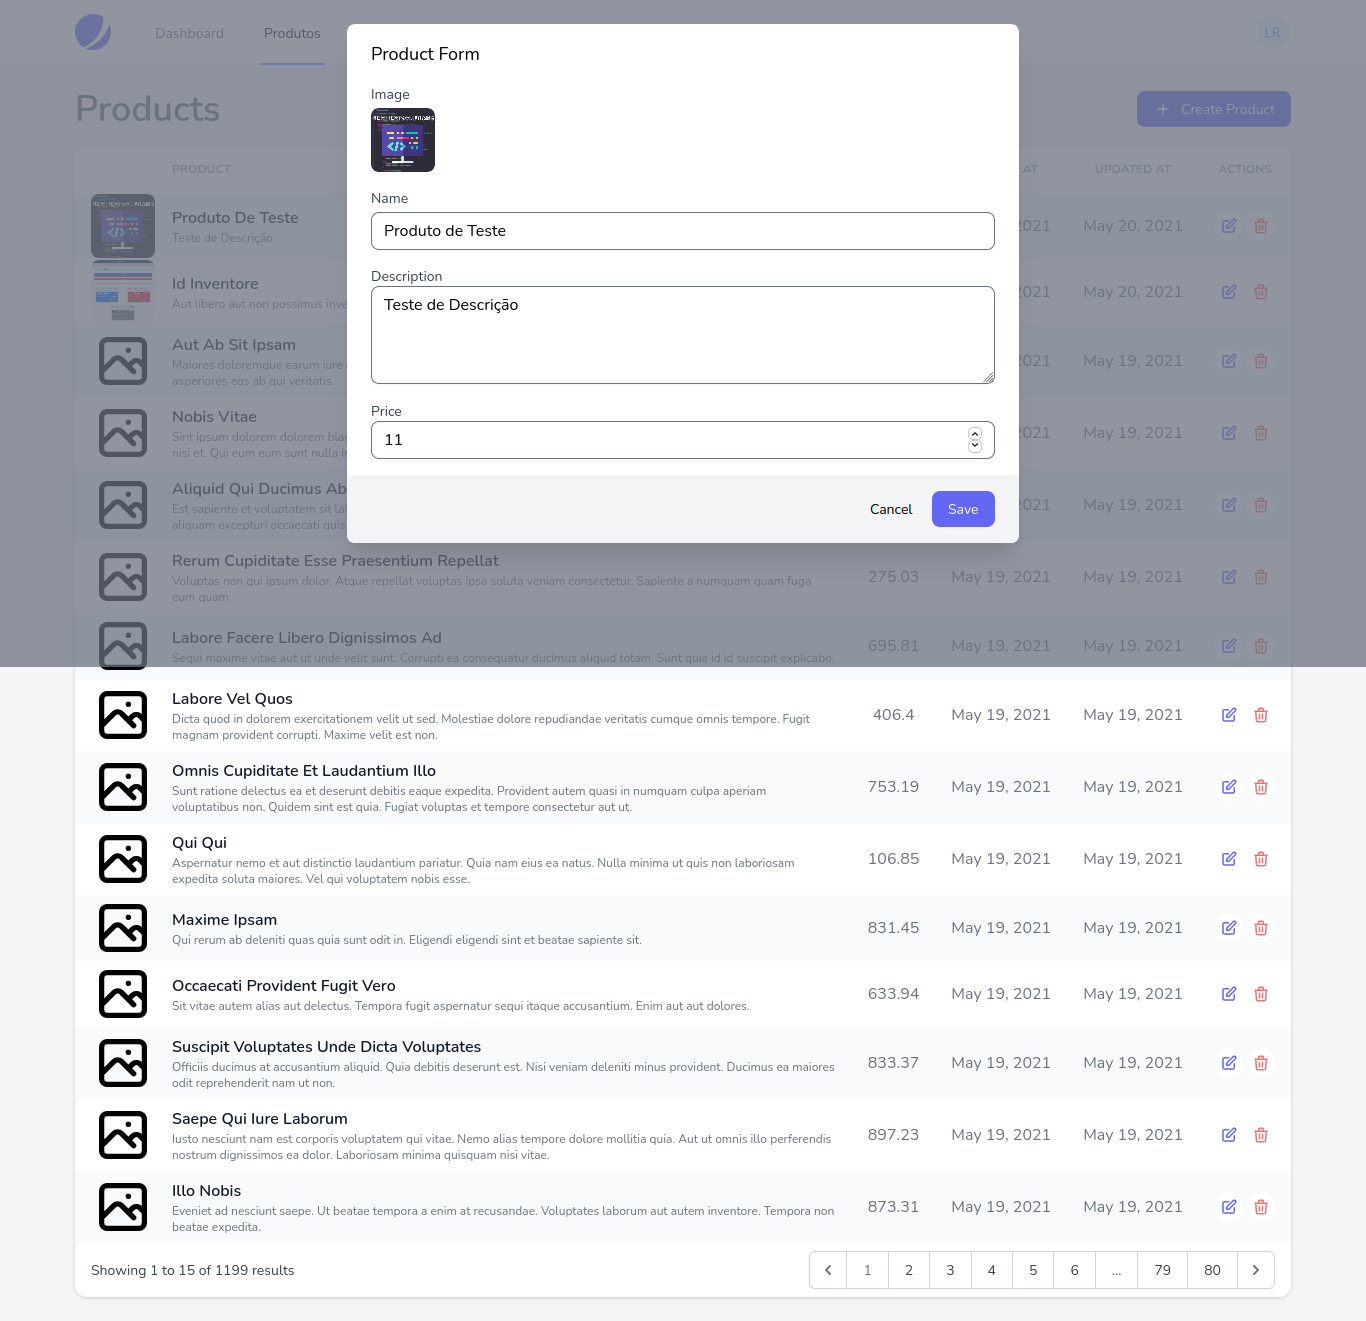 Dashboard
Produtos
LR
Product Form
Image
Name
Produto de Teste
Description
Teste de Descrição
Price
11
Cancel
Save
Products
Create Product
PRODUCT
AT
UPDATED AT
ACTIONS
Produto De Teste
Teste de Descrição
2021
May 20, 2021
Id Inventore
Aut libero aut non possimus inve
2021
May 20, 2021
Aut Ab Sit Ipsam
Maiores doloremque earum iure
asperiores eos ab qui veritatis.
2021
May 19, 2021
Nobis Vitae
Sint ipsum dolorem dolorem bla
nisi et. Qui eum eum sunt nulla i
2021
May 19, 2021
Aliquid Qui Ducimus Ab
Est sapiente et voluptatem sit la
aliquam excepturi occaecati quis
2021
May 19, 2021
Rerum Cupiditate Esse Praesentium Repellat
Voluptas non qui ipsum dolor. Atque repellat voluptas ipsa soluta veniam consectetur. Sapiente a numquam quam fuga
eum quam.
275.03
May 19, 2021
May 19, 2021
Labore Facere Libero Dignissimos Ad
Sequi maxime vitae aut ut unde velit sunt. Corrupti ea consequatur ducimus aliquid totam. Sunt quia id id suscipit explicabo.
695.81
May 19, 2021
May 19, 2021
Labore Vel Quos
Dicta quod in dolorem exercitationem velit ut sed. Molestiae dolore repudiandae veritatis cumque omnis tempore. Fugit
magnam provident corrupti. Maxime velit est non.
406.4
May 19, 2021
May 19, 2021
Omnis Cupiditate Et Laudantium Illo
Sunt ratione delectus ea et deserunt debitis eaque expedita. Provident autem quasi in numquam culpa aperiam
voluptatibus non. Quidem sint est quia. Fugiat voluptas et tempore consectetur aut ut.
753.19
May 19, 2021
May 19, 2021
Qui Qui
Aspernatur nemo et aut distinctio laudantium pariatur. Quia nam eius ea natus. Nulla minima ut quis non laboriosam
expedita soluta maiores. Vel qui voluptatem nobis esse.
106.85
May 19, 2021
May 19, 2021
Maxime Ipsam
Qui rerum ab deleniti quas quia sunt odit in. Eligendi eligendi sint et beatae sapiente sit.
831.45
May 19, 2021
May 19, 2021
Occaecati Provident Fugit Vero
Sit vitae autem alias aut delectus. Tempora fugit aspernatur sequi itaque accusantium. Enim aut aut dolores.
633.94
May 19, 2021
May 19, 2021
Suscipit Voluptates Unde Dicta Voluptates
Officiis ducimus at accusantium aliquid. Quia debitis deserunt est. Nisi veniam deleniti minus provident. Ducimus ea maiores
odit reprehenderit nam ut non.
833.37
May 19, 2021
May 19, 2021
Saepe Qui Iure Laborum
Iusto nesciunt nam est corporis voluptatem qui vitae. Nemo alias tempore dolore mollitia quia. Aut ut omnis illo perferendis
nostrum dignissimos ea dolor. Laboriosam minima quisquam nisi vitae.
897.23
May 19, 2021
May 19, 2021
Illo Nobis
Eveniet ad nesciunt saepe. Ut beatae tempora a enim at recusandae. Voluptates laborum aut autem inventore. Tempora non
beatae expedita.
873.31
May 19, 2021
May 19, 2021
Showing 1 to 15 of 1199 results
1 2 3 4 5 6 ... 79 80